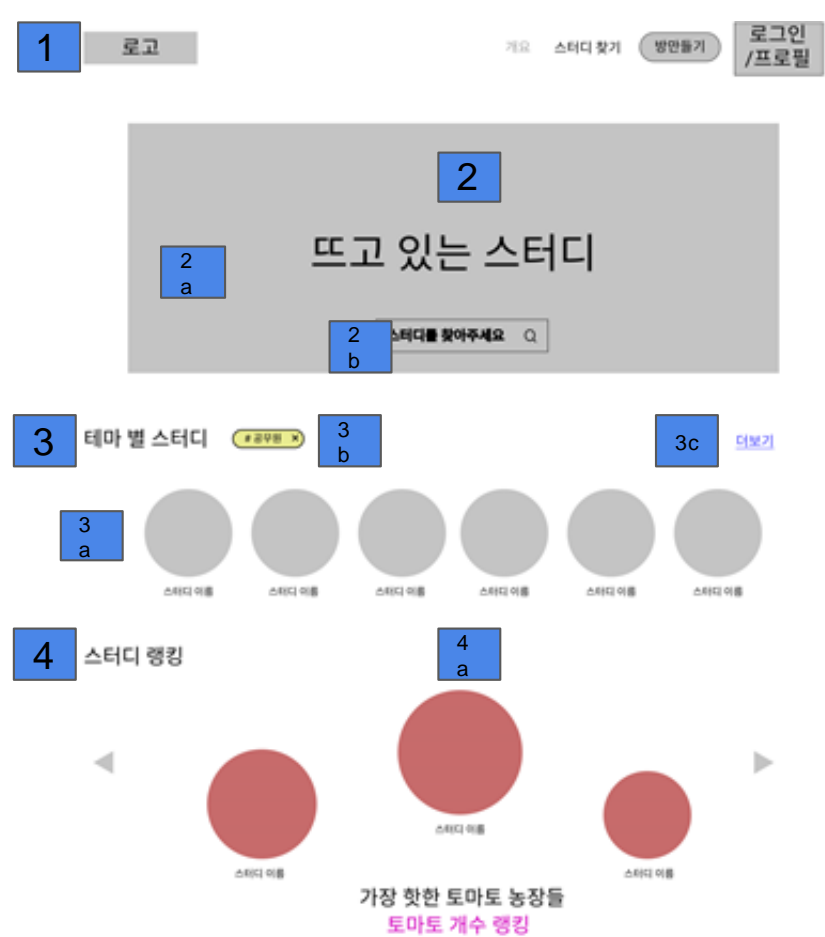 1
로고
개요
스터디 찾기
방만들기
로그인
/프로필
2
뜨고 있는 스터디
2
a
2
b
스터디를 찾아주세요
3
테마 별 스터디
#공무원 ×
3
b
3c
더보기
3
a
스터디 이름
스터디 이름
스터디 이름
스터디 이름
스터디 이름
스터디 이름
4
스터디 랭킹
4
a
스터디 이름
스터디 이름
스터디 이름
가장 핫한 토마토 농장들
토마토 개수 랭킹